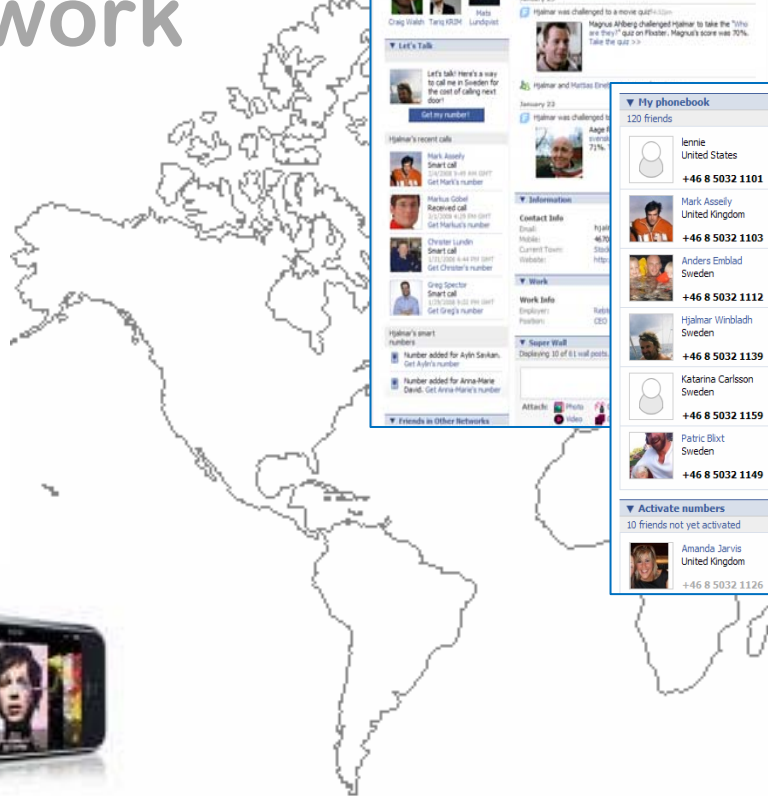 work
Craig Walsh Tariq KRIM Mats Lundqvist
▼ Let's Talk
Let's talk! Here's a way
to call me in Sweden for
the cost of calling next
door!
Get my number!
Hjalmar's recent calls
Mark Asseily
Smart call
Get Mark's number
Markus Göbel
Received call
Get Markus's number
Christer Lundin
Smart call
Get Christer's number
Greg Spector
Smart call
Get Greg's number
Hjalmar's smart
numbers
Number added for Aylin Savkan.
Get Aylin's number
Number added for Anna-Marie
David. Get Anna-Marie's number
▼ Friends in Other Networks
Hjalmar was challenged to a movie quiz!
Magnus Ahberg challenged Hjalmar to take the "Who
are they?" quiz on Flixster. Magnus's score was 70%.
Take the quiz >>
Hjalmar and Mattias
January 23
Hjalmar was challenged to
Aage
71%.
▼ Information
Contact Info
Email:
Mobile: 4670
Current Town:
Website: http:
▼ Work
Work Info
Employer: Rebt
Position: CEO
▼ Super Wall
Displaying 10 of 61 wall posts.
Attach: Photo
Video
▼ My phonebook
120 friends
lennie
United States
+46 8 5032 1101
Mark Asseily
United Kingdom
+46 8 5032 1103
Anders Emblad
Sweden
+46 8 5032 1112
Hjalmar Winbladh
Sweden
+46 8 5032 1139
Katarina Carlsson
Sweden
+46 8 5032 1159
Patric Blixt
Sweden
+46 8 5032 1149
▼ Activate numbers
10 friends not yet activated
Amanda Jarvis
United Kingdom
+46 8 5032 1126